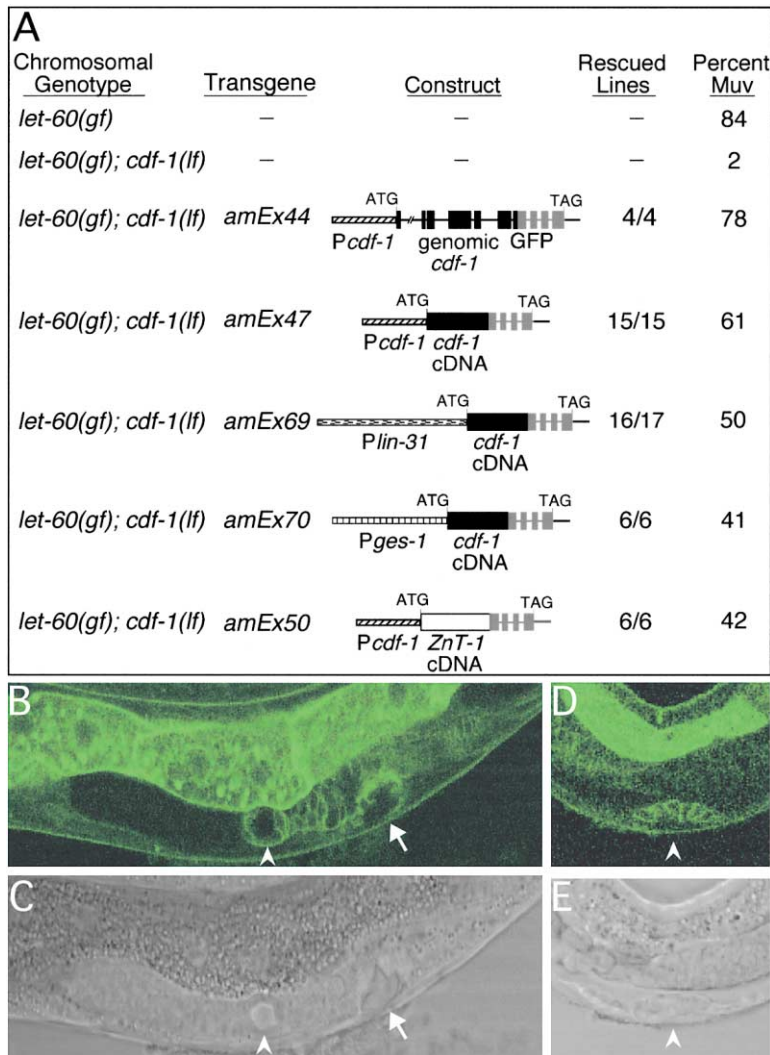 A
Chromosomal Genotype Transgene Construct Rescued Lines Percent Muv
let-60(gf) – – – 84
let-60(gf); cdf-1(lf) – – – 2
ATG TAG
let-60(gf); cdf-1(lf) amEx44 4/4 78
Pcdf-1 genomic GFP
cdf-1
ATG TAG
let-60(gf); cdf-1(lf) amEx47 15/15 61
Pcdf-1 cdf-1
cDNA
ATG TAG
let-60(gf); cdf-1(lf) amEx69 16/17 50
Plin-31 cdf-1
cDNA
ATG TAG
let-60(gf); cdf-1(lf) amEx70 6/6 41
Pges-1 cdf-1
cDNA
ATG TAG
let-60(gf); cdf-1(lf) amEx50 6/6 42
Pcdf-1 ZnT-1
cDNA
B
D
C
E